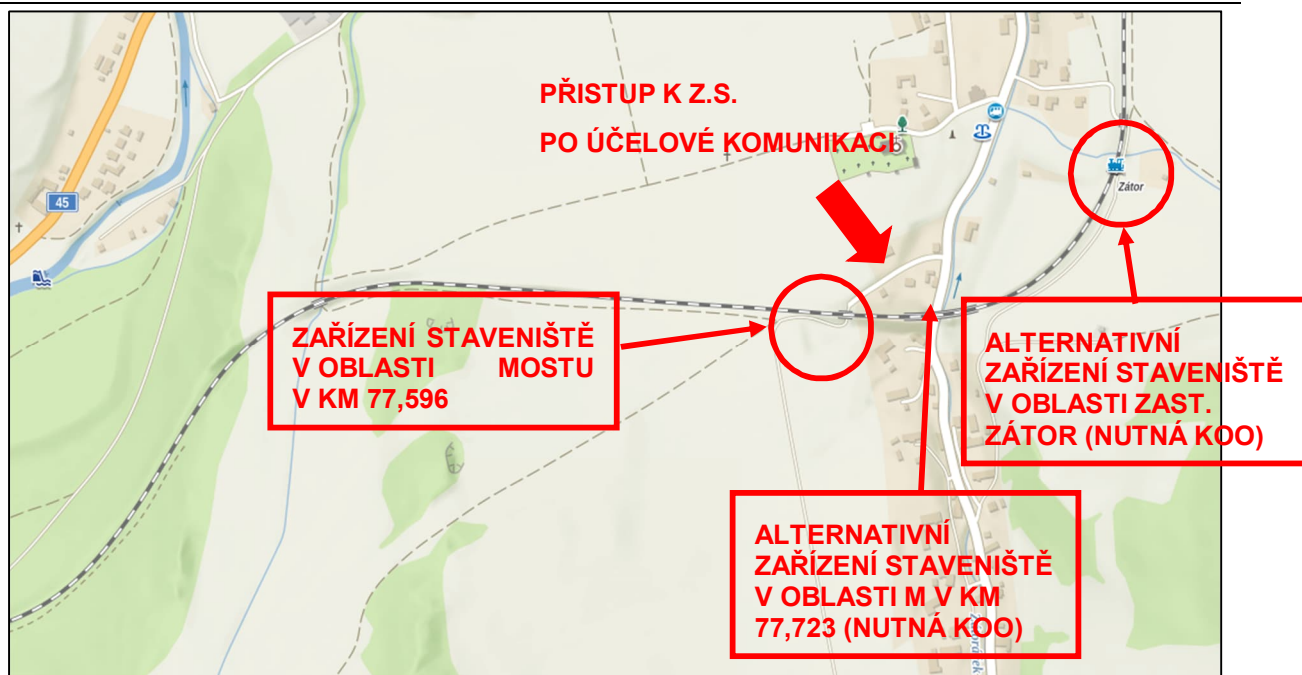 PŘISTUP K Z.S.
PO ÚČELOVÉ KOMUNIKACI
45
Zátor
ZAŘÍZENÍ STAVENIŠTĚ
V OBLASTI MOSTU
V KM 77,596
ALTERNATIVNÍ
ZAŘÍZENÍ STAVENIŠTĚ
V OBLASTI ZAST.
ZÁTOR (NUTNÁ KOO)
ALTERNATIVNÍ
ZAŘÍZENÍ STAVENIŠTĚ
V OBLASTI M V KM
77,723 (NUTNÁ KOO)